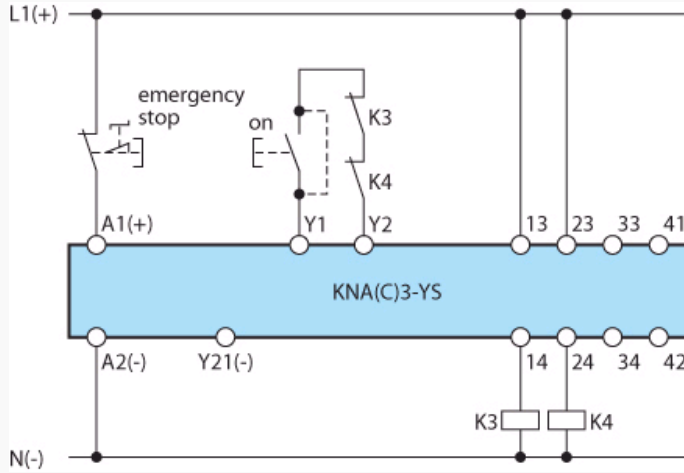 L1(+)
emergency
stop
on
K3
K4
A1(+)
Y1
Y2
13
23
33
41
KNA(C)3-YS
A2(-)
Y21(-)
14
24
34
42
K3
K4
N(-)